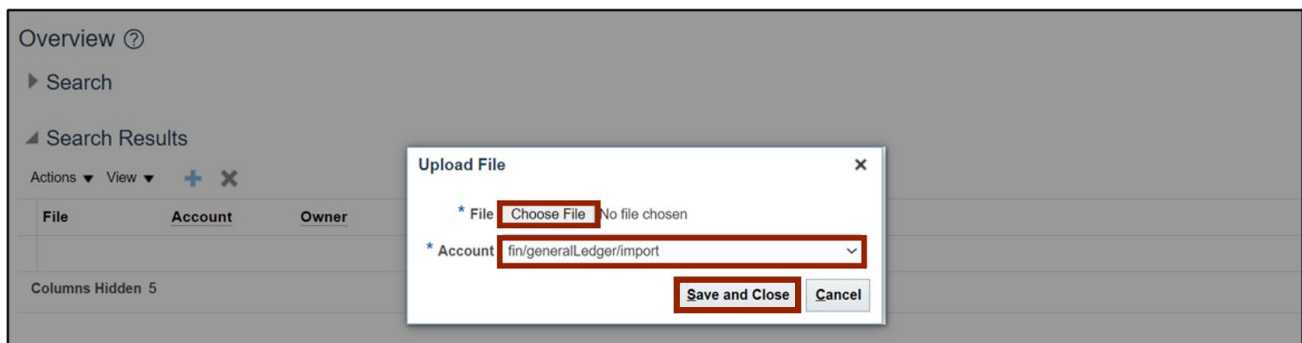 Overview ?
Search
Search Results
Actions View
File Account Owner
Columns Hidden 5
Upload File
* File Choose File No file chosen
* Account fin/generalLedger/import
Save and Close Cancel